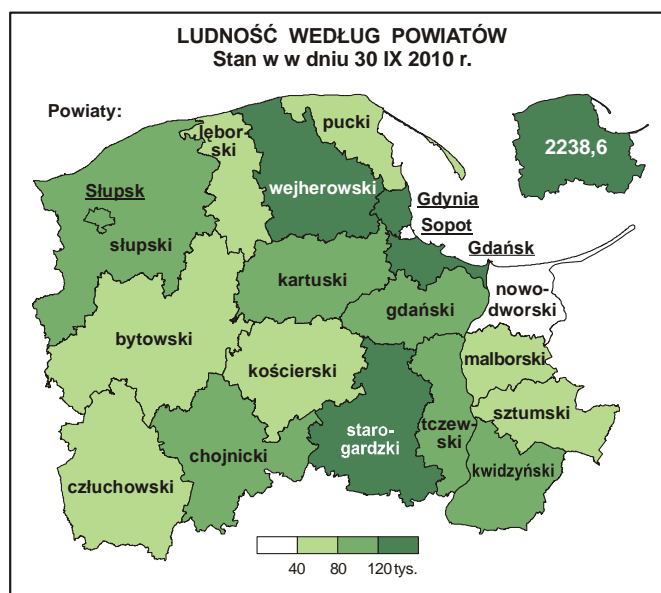 LUDNOŚĆ WEDŁUG POWIATÓW
Stan w w dniu 30 IX 2010 r.
Powiaty:
pucki
lębor-
ski
2238,6
wejherowski
Słupsk
Gdynia
Sopot
słupski
Gdańsk
kartuski
nowo-
dworski
gdański
bytowski
malborski
kościerski
sztumski
staro-
gardzki
tczew-
ski
chojnicki
kwidzyński
człuchowski
40 80 120 tys.